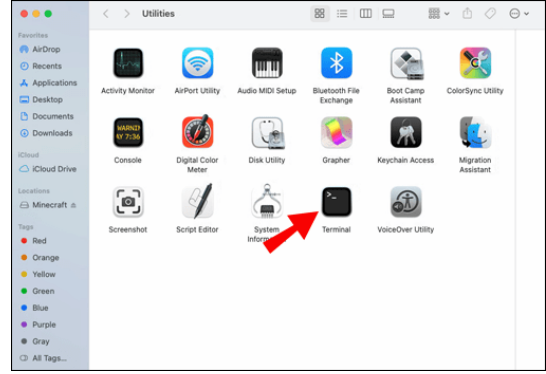 Utilities
Favorites
AirDrop
Recents
Applications
Desktop
Documents
Downloads
iCloud
iCloud Drive
Locations
Minecraft
Tags
Red
Orange
Yellow
Green
Blue
Purple
Gray
All Tags...
Activity Monitor
AirPort Utility
Audio MIDI Setup
Bluetooth File
Exchange
Boot Camp
Assistant
ColorSync Utility
WARNIN
AY 7:36
Console
Digital Color
Meter
Disk Utility
Grapher
Keychain Access
Migration
Assistant
Screenshot
Script Editor
System
>_
Terminal
VoiceOver Utility